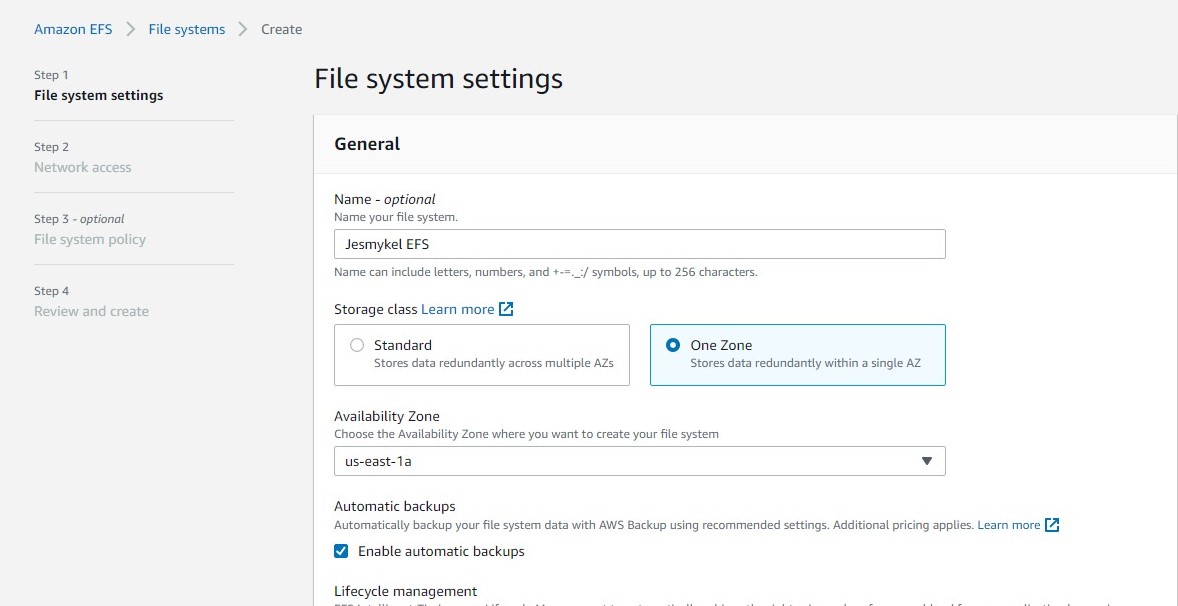 Amazon EFS > File systems > Create
Step 1
File system settings
Step 2
Network access
Step 3 - optional
File system policy
Step 4
Review and create
File system settings
General
Name - optional
Name your file system.
Jesmykel EFS
Name can include letters, numbers, and +-=._:/ symbols, up to 256 characters.
Storage class Learn more
Standard
Stores data redundantly across multiple AZs
One Zone
Stores data redundantly within a single AZ
Availability Zone
Choose the Availability Zone where you want to create your file system
us-east-1a
Automatic backups
Automatically backup your file system data with AWS Backup using recommended settings. Additional pricing applies. Learn more
Enable automatic backups
Lifecycle management